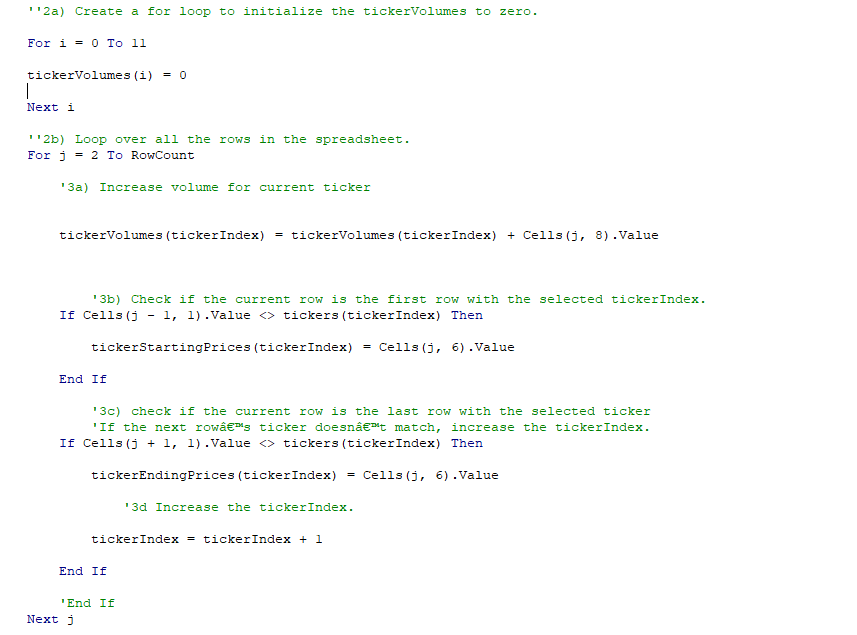 ''2a) Create a for loop to initialize the tickerVolumes to zero.
For i = 0 To 11
tickerVolumes(i) = 0
Next i
''2b) Loop over all the rows in the spreadsheet.
For j = 2 To RowCount
'3a) Increase volume for current ticker
tickerVolumes(tickerIndex) = tickerVolumes(tickerIndex) + Cells(j, 8).Value
'3b) Check if the current row is the first row with the selected tickerIndex.
If Cells(j - 1, 1).Value <> tickers(tickerIndex) Then
tickerStartingPrices(tickerIndex) = Cells(j, 6).Value
End If
'3c) check if the current row is the last row with the selected ticker
'If the next rowâ€™s ticker doesnâ€™t match, increase the tickerIndex.
If Cells(j + 1, 1).Value <> tickers(tickerIndex) Then
tickerEndingPrices(tickerIndex) = Cells(j, 6).Value
'3d Increase the tickerIndex.
tickerIndex = tickerIndex + 1
End If
'End If
Next j